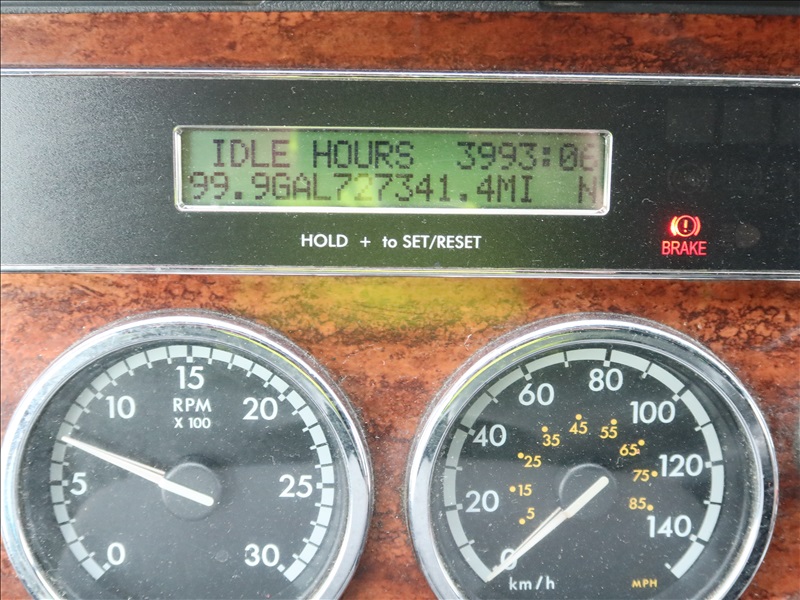 IDLE HOURS 3993:06
99.9GAL727341.4MI N
HOLD + to SET/RESET
BRAKE
15
10 RPM 20
X 100
5 25
0 30
80
60 100
40 120
20 140
0
45
35 55
25 65
15 75
5 85
km/h MPH